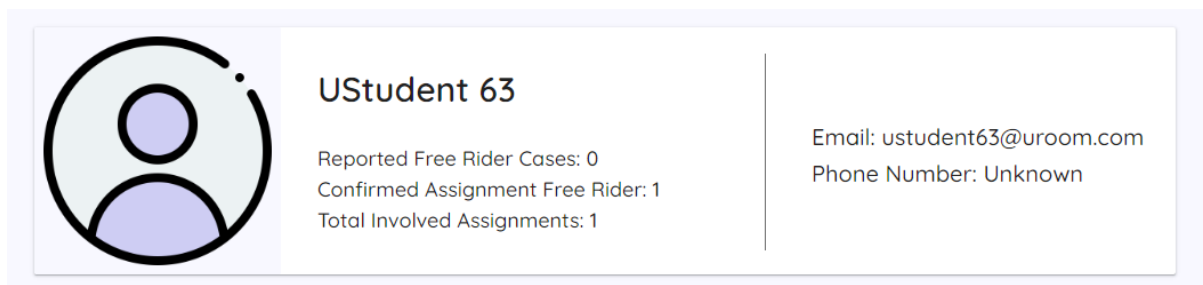 UStudent 63
Reported Free Rider Cases: 0
Confirmed Assignment Free Rider: 1
Total Involved Assignments: 1
Email: ustudent63@uroom.com
Phone Number: Unknown